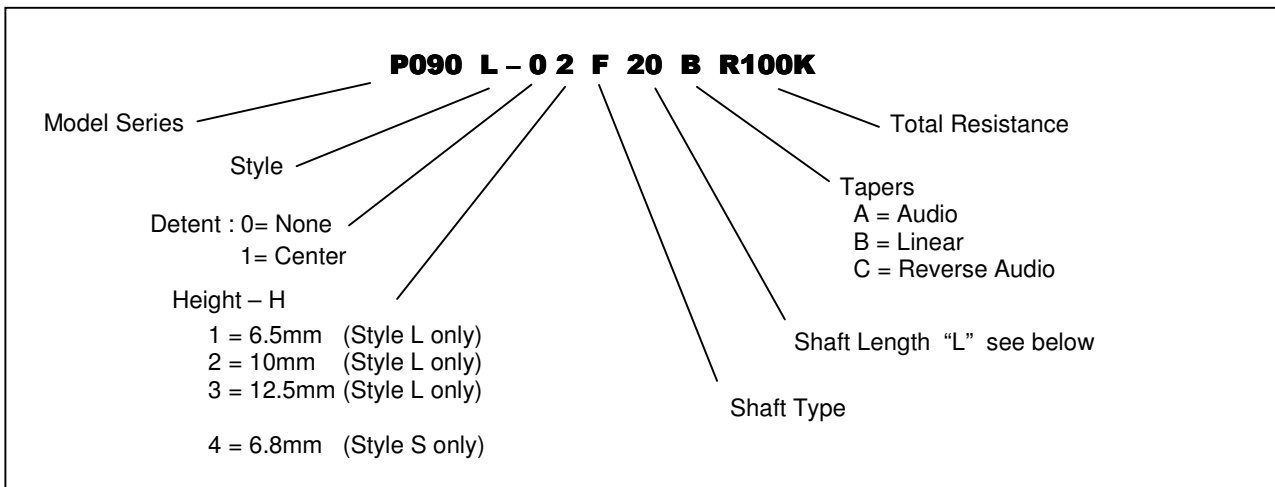 P090 L – 0 2 F 20 B R100K
Model Series
Total Resistance
Style
Tapers
A = Audio
B = Linear
C = Reverse Audio
Detent : 0= None
1= Center
Height – H
1 = 6.5mm (Style L only)
2 = 10mm (Style L only)
3 = 12.5mm (Style L only)
4 = 6.8mm (Style S only)
Shaft Length “L” see below
Shaft Type